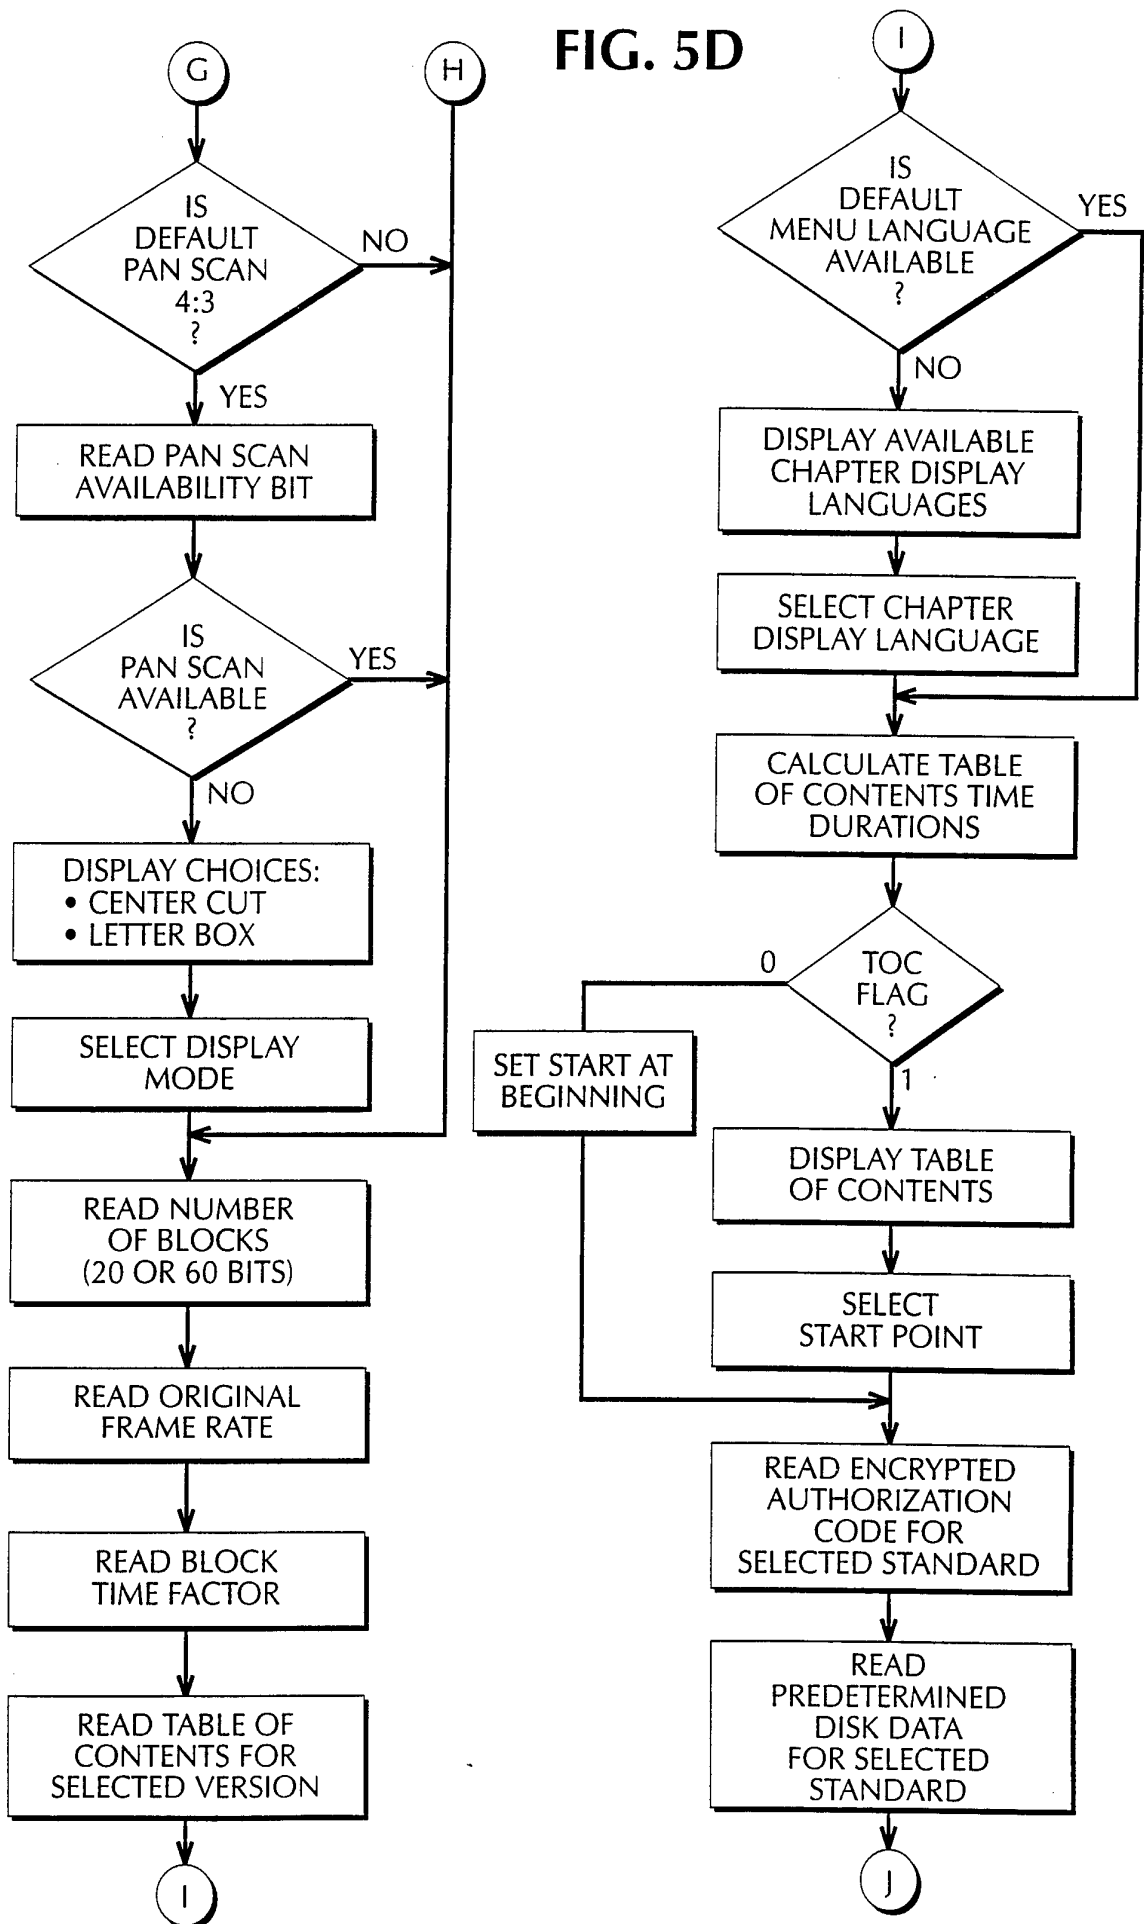 FIG. 5D
G
H
IS
DEFAULT
PAN SCAN
4:3
?
NO
YES
READ PAN SCAN
AVAILABILITY BIT
IS
PAN SCAN
AVAILABLE
?
YES
NO
DISPLAY CHOICES:
• CENTER CUT
• LETTER BOX
SELECT DISPLAY
MODE
READ NUMBER
OF BLOCKS
(20 OR 60 BITS)
READ ORIGINAL
FRAME RATE
READ BLOCK
TIME FACTOR
READ TABLE OF
CONTENTS FOR
SELECTED VERSION
I
I
IS
DEFAULT
MENU LANGUAGE
AVAILABLE
?
YES
NO
DISPLAY AVAILABLE
CHAPTER DISPLAY
LANGUAGES
SELECT CHAPTER
DISPLAY LANGUAGE
CALCULATE TABLE
OF CONTENTS TIME
DURATIONS
TOC
FLAG
?
0
SET START AT
BEGINNING
1
DISPLAY TABLE
OF CONTENTS
SELECT
START POINT
READ ENCRYPTED
AUTHORIZATION
CODE FOR
SELECTED STANDARD
READ
PREDETERMINED
DISK DATA
FOR SELECTED
STANDARD
J